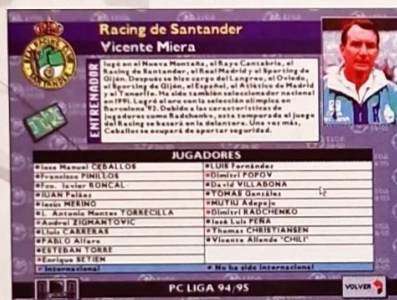 Racing de Santander
Vicente Miera
ENTRENADOR
Jugó en el Nueva Montaña, el Rayo Cantabria, el
Racing de Santander, el Real Madrid y el Sporting de
Gijón. Después se hizo cargo del Langreo, el Oviedo,
el Sporting de Gijón, el Español, el Atlético de Madrid
y el Tenerife. Ha sido también seleccionador nacional
en 1991. Logró el oro con la selección olímpica en
Barcelona 92. Debido a las características de
jugadores como Radchenko, esta temporada el juego
del Racing se basará en la delantera. Una vez más,
Ceballos se ocupará de aportar seguridad.
JUGADORES
Jose Manuel CEBALLOS
Francisco PINILLOS
Fco. Javier RONCAL
IUAN Peláez
Jesús MERINO
J. Antonio Montes TORRECILLA
Andrei ZIGMANTOVIC
Lluis CARRERAS
PABLO Alfaro
ESTEBAN TORRE
Enrique SETIEN
LUIS Fernández
Dimitri POPOV
David VILLABONA
TOMAS González
MUTIU Adepoju
Dimitri RADCHENKO
José Luis PEÑA
Thomas CHRISTIANSEN
Vicente Allende "CHILI"
Internacional
No ha sido internacional
PC LIGA 94/95
VOLVER